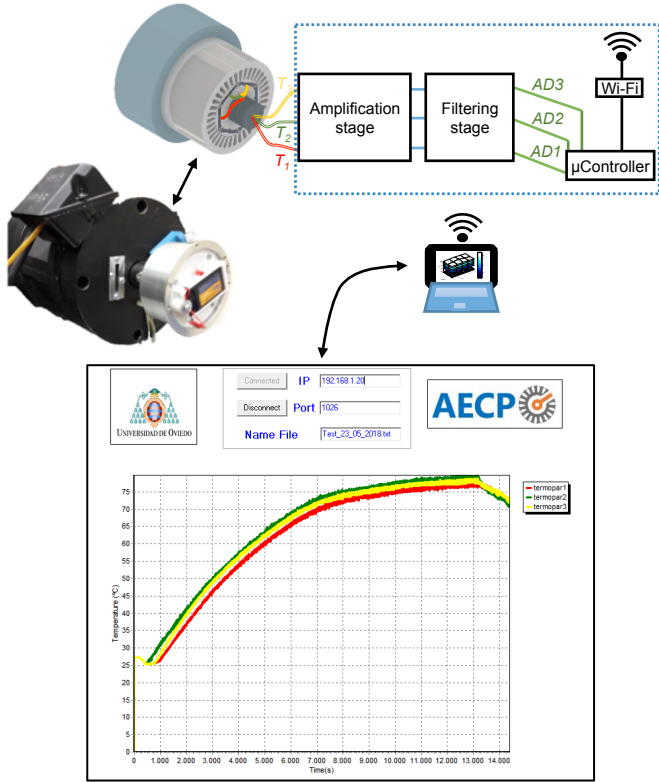 T3
Amplification
stage
Filtering
stage
AD3
AD2
AD1
Wi-Fi
µController
T2
T1
UNIVERSIDAD DE OVIEDO
Connected IP 192.168.1.20
Disconnect Port 1026
Name File Test_23_05_2018.txt
AECP
termopar1
termopar2
termopar3
Temperature (ºC)
75
70
65
60
55
50
45
40
35
30
25
20
15
10
5
0
0 1.000 2.000 3.000 4.000 5.000 6.000 7.000 8.000 9.000 10.000 11.000 12.000 13.000 14.000
Time(s)